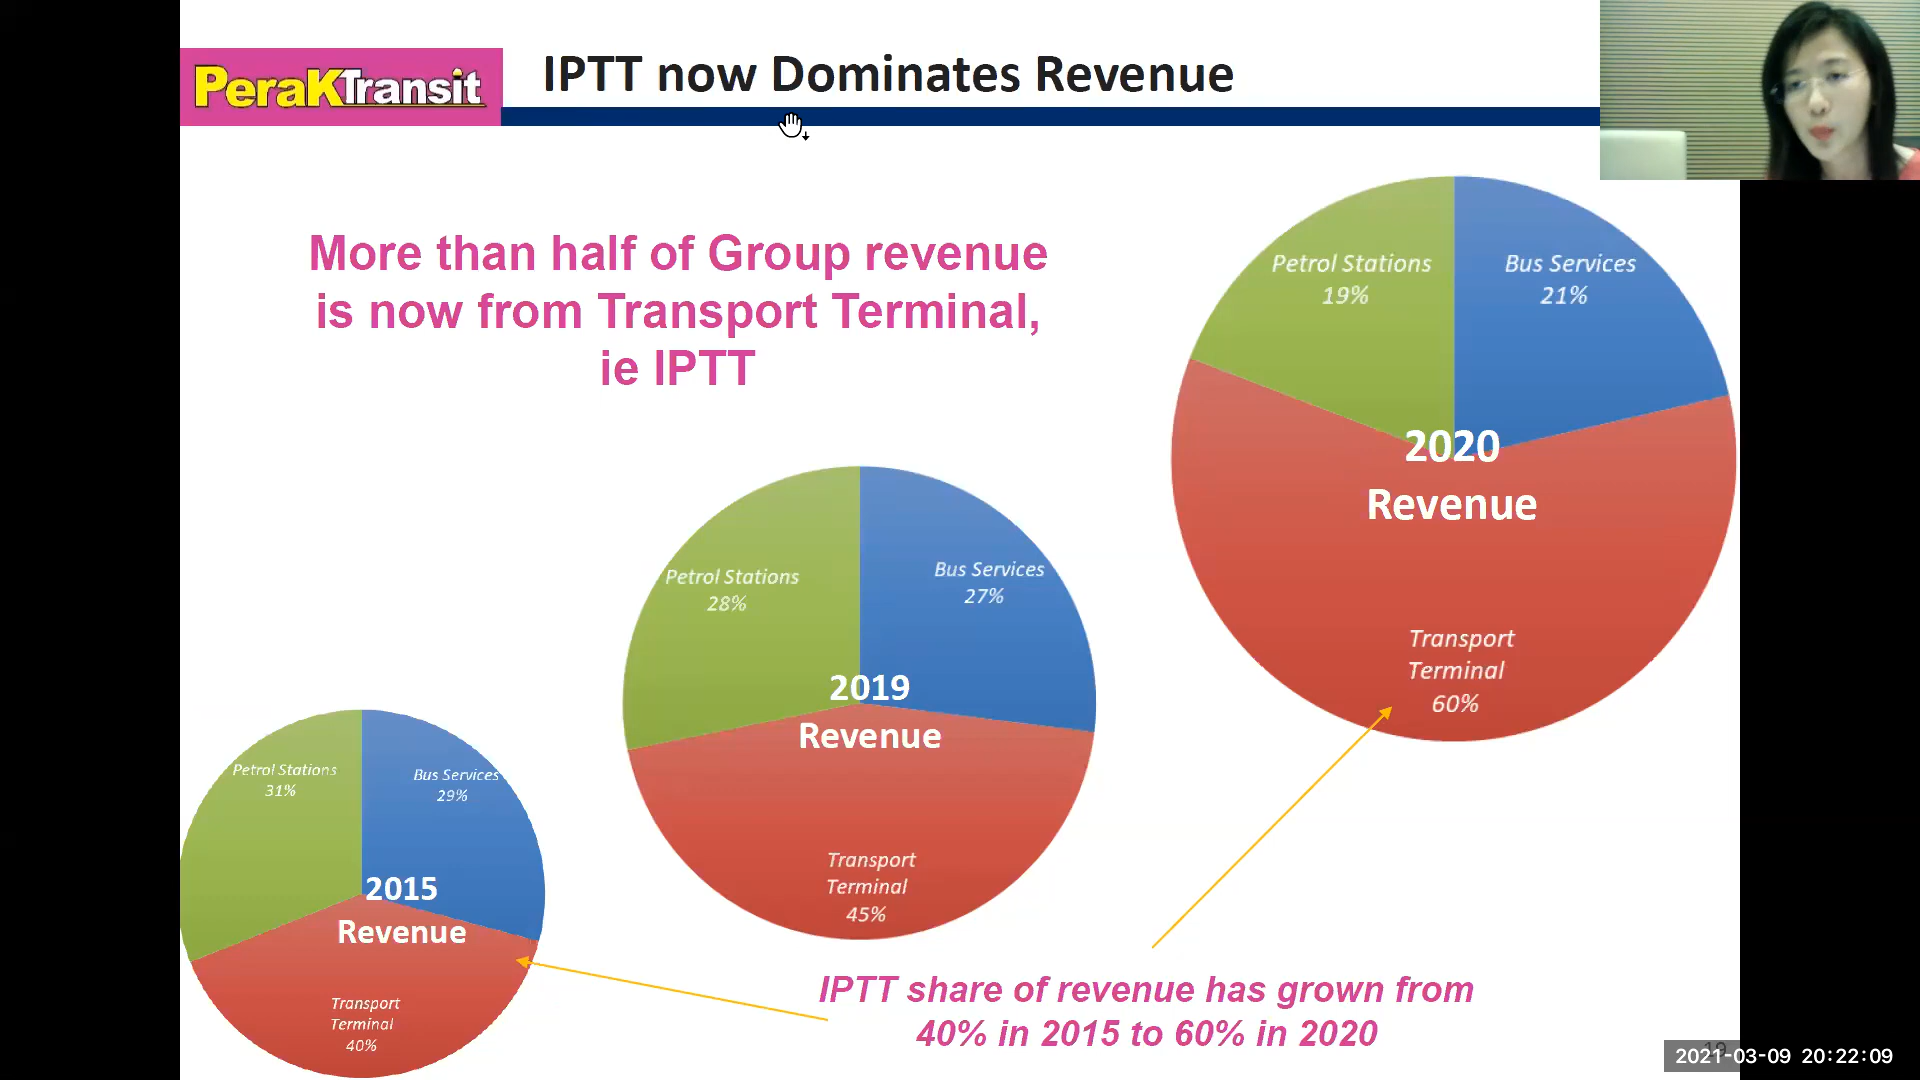 PeraKTransit
IPTT now Dominates Revenue
More than half of Group revenue
is now from Transport Terminal,
ie IPTT
Petrol Stations
19%
Bus Services
21%
2020
Revenue
Transport
Terminal
60%
Petrol Stations
28%
Bus Services
27%
2019
Revenue
Transport
Terminal
45%
Petrol Stations
31%
Bus Services
29%
2015
Revenue
Transport
Terminal
40%
IPTT share of revenue has grown from
40% in 2015 to 60% in 2020
2021-03-09 20:22:09